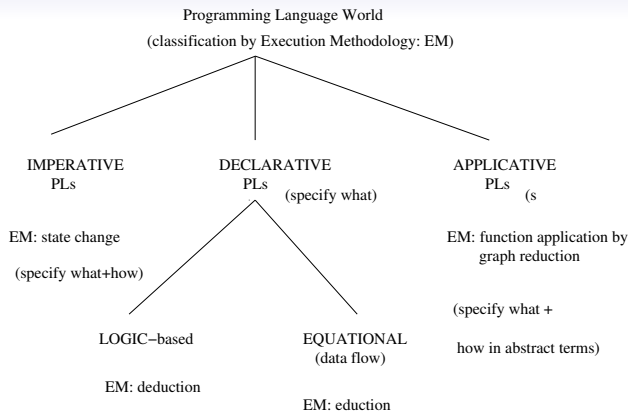 Programming Language World
(classification by Execution Methodology: EM)
IMPERATIVE
PLs
DECLARATIVE
PLs
(specify what)
APPLICATIVE
PLs
(s
EM: state change
(specify what+how)
EM: function application by
graph reduction
(specify what +
how in abstract terms)
LOGIC−based
EM: deduction
EQUATIONAL
(data flow)
EM: eduction